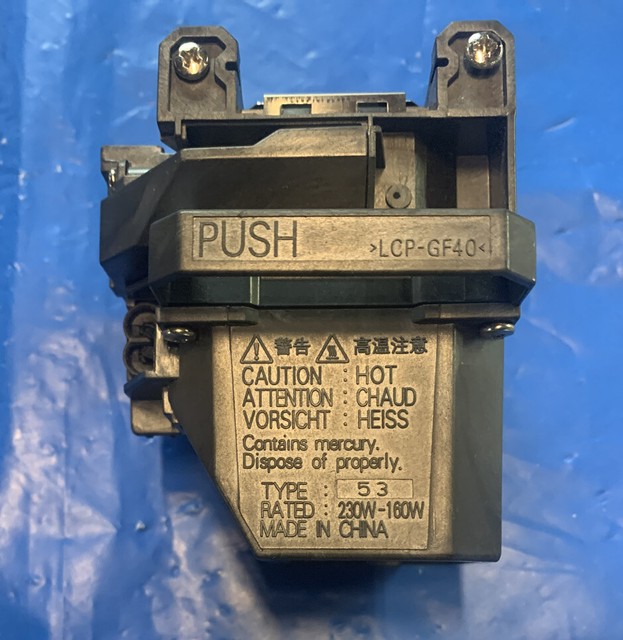 PUSH
>LCP-GF40<
警告 高温注意
CAUTION : HOT
ATTENTION : CHAUD
VORSICHT : HEISS
Contains mercury.
Dispose of properly.
TYPE : 53
RATED : 230W-160W
MADE IN CHINA